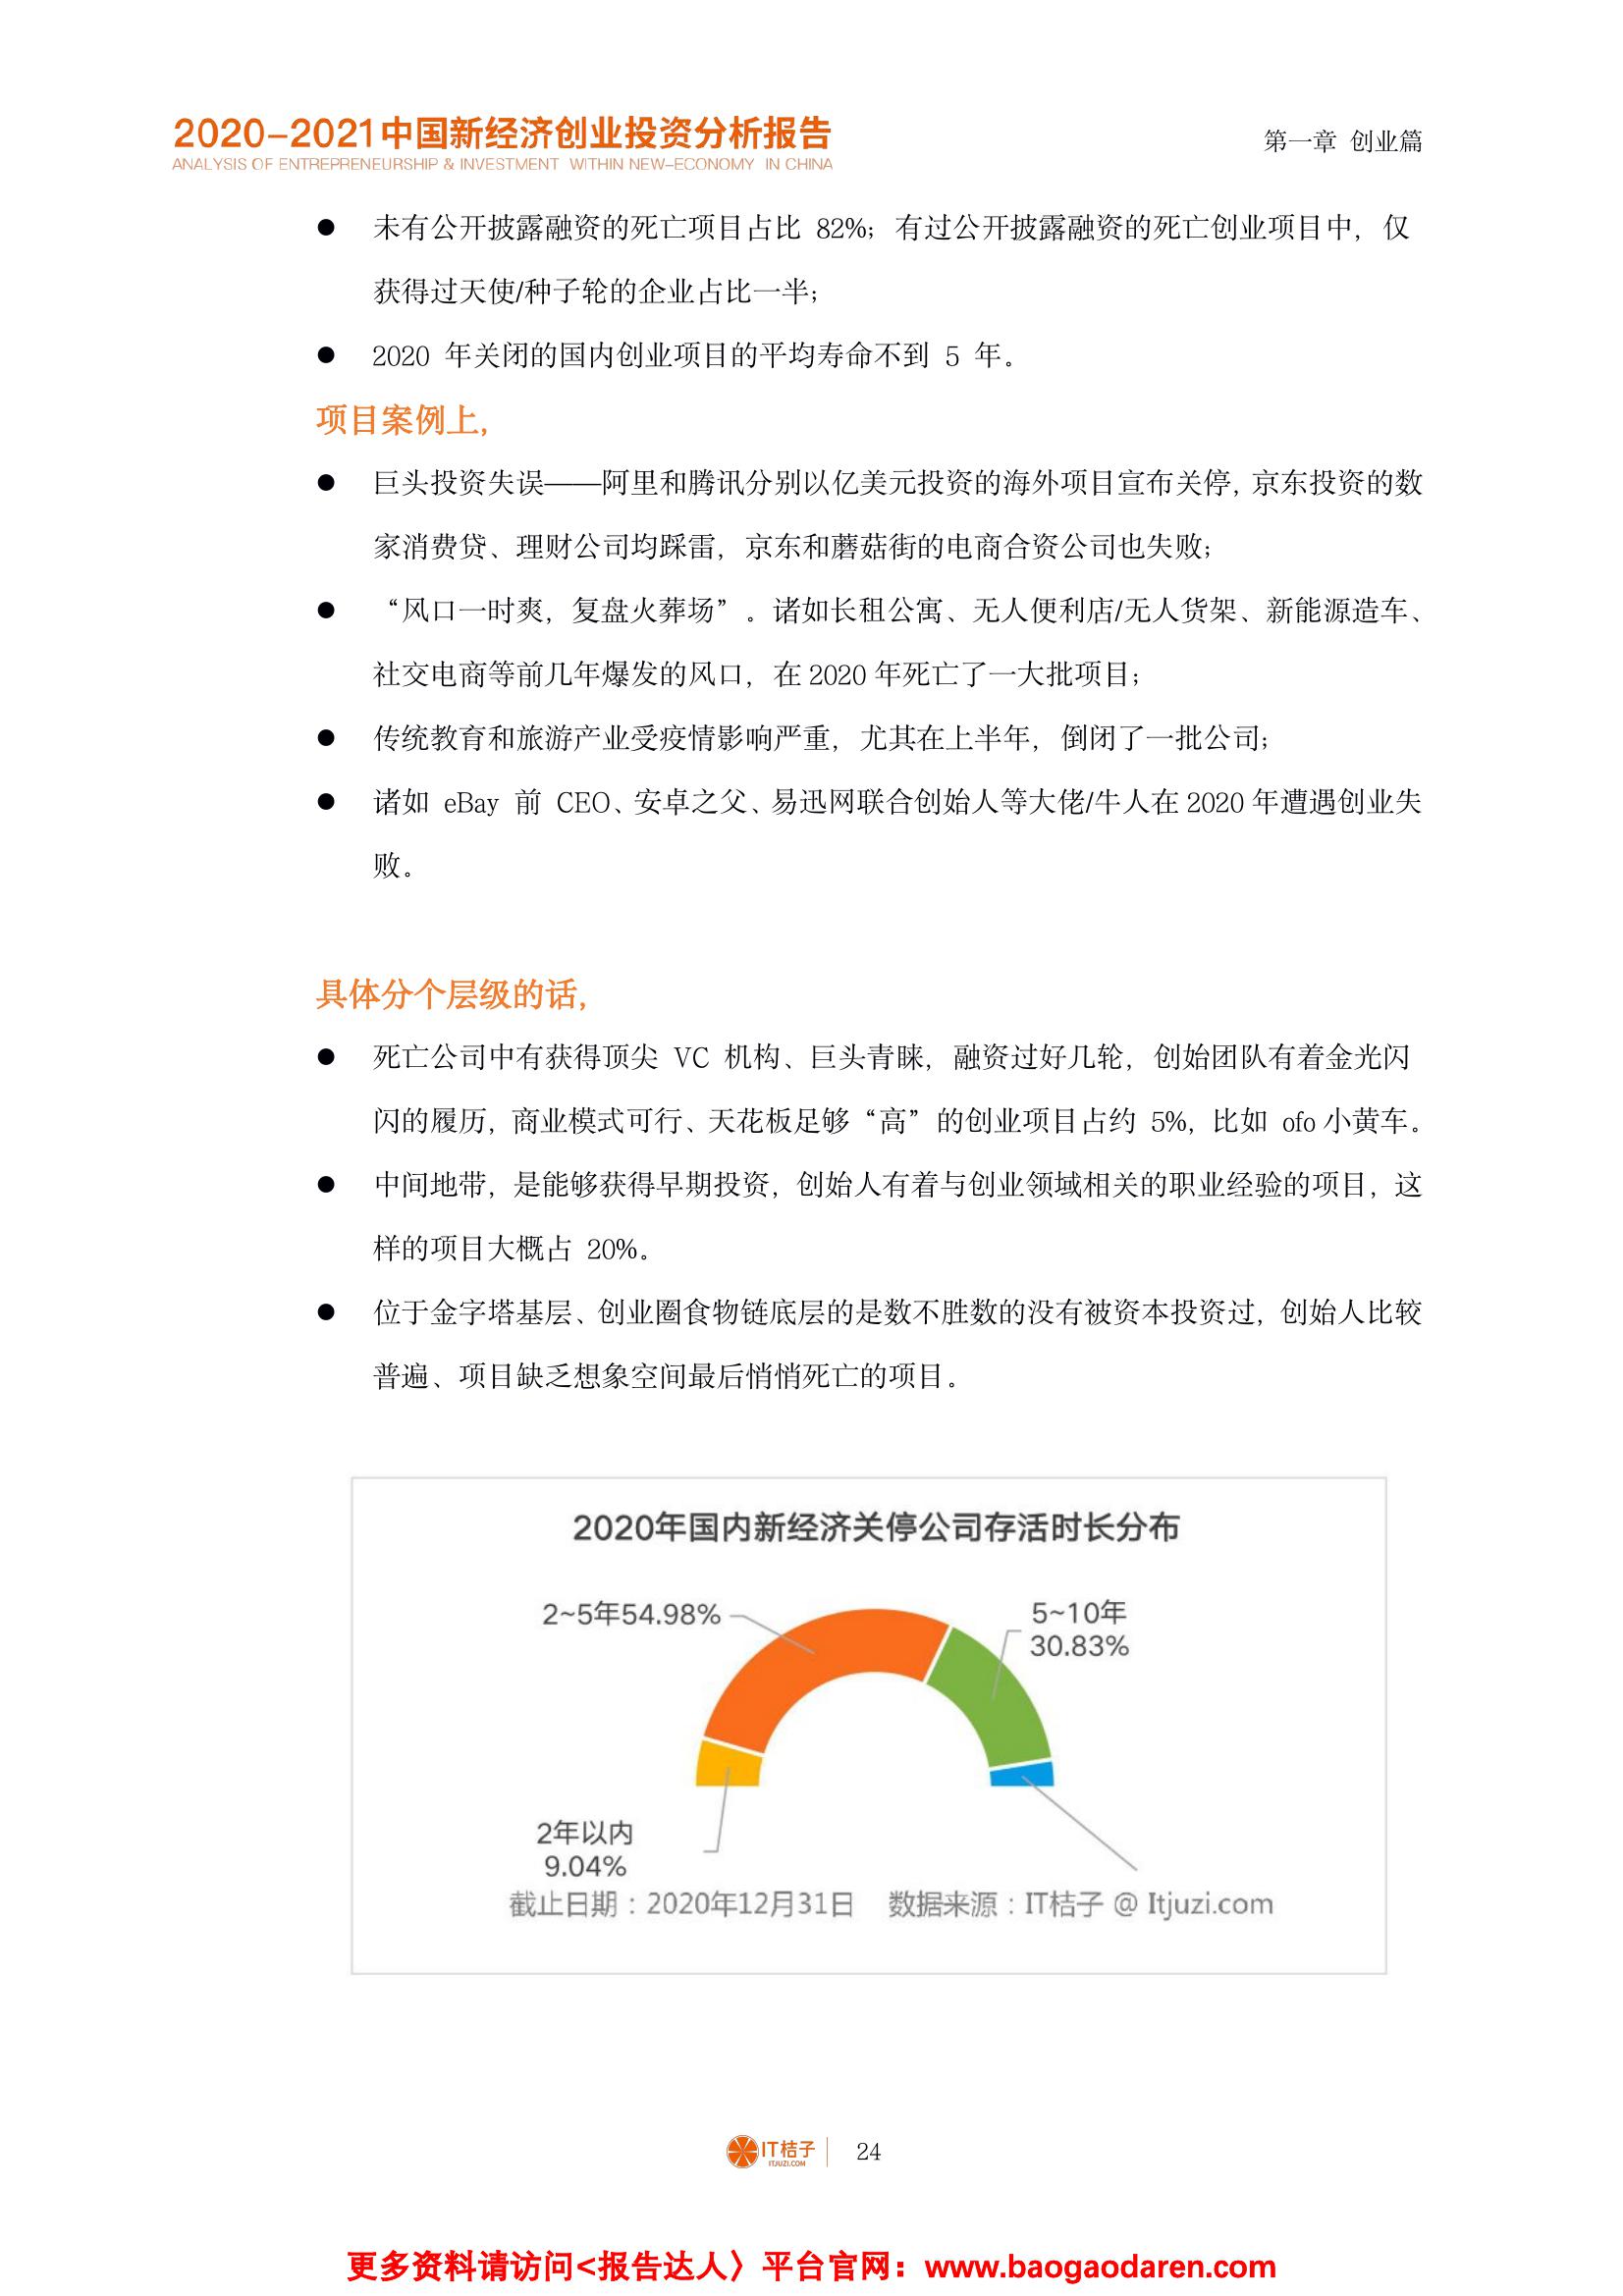 2020-2021中国新经济创业投资分析报告
ANALYSIS OF ENTREPRENEURSHIP & INVESTMENT WITHIN NEW-ECONOMY IN CHINA
第一章 创业篇
● 未有公开披露融资的死亡项目占比 82%；有过公开披露融资的死亡创业项目中，仅
获得过天使/种子轮的企业占比一半；
● 2020 年关闭的国内创业项目的平均寿命不到 5 年。
项目案例上，
● 巨头投资失误——阿里和腾讯分别以亿美元投资的海外项目宣布关停，京东投资的数
家消费贷、理财公司均踩雷，京东和蘑菇街的电商合资公司也失败；
● “风口一时爽，复盘火葬场”。诸如长租公寓、无人便利店/无人货架、新能源造车、
社交电商等前几年爆发的风口，在 2020 年死亡了一大批项目；
● 传统教育和旅游产业受疫情影响严重，尤其在上半年，倒闭了一批公司；
● 诸如 eBay 前 CEO、安卓之父、易迅网联合创始人等大佬/牛人在 2020 年遭遇创业失
败。
具体分个层级的话，
● 死亡公司中有获得顶尖 VC 机构、巨头青睐，融资过好几轮，创始团队有着金光闪
闪的履历，商业模式可行、天花板足够“高”的创业项目占约 5%，比如 ofo 小黄车。
● 中间地带，是能够获得早期投资，创始人有着与创业领域相关的职业经验的项目，这
样的项目大概占 20%。
● 位于金字塔基层、创业圈食物链底层的是数不胜数的没有被资本投资过，创始人比较
普遍、项目缺乏想象空间最后悄悄死亡的项目。
2020年国内新经济关停公司存活时长分布
2~5年54.98%
5~10年
30.83%
2年以内
9.04%
截止日期：2020年12月31日 数据来源：IT桔子 @ Itjuzi.com
IT桔子
ITJUZI.COM
24
更多资料请访问<报告达人〉平台官网：www.baogaodaren.com